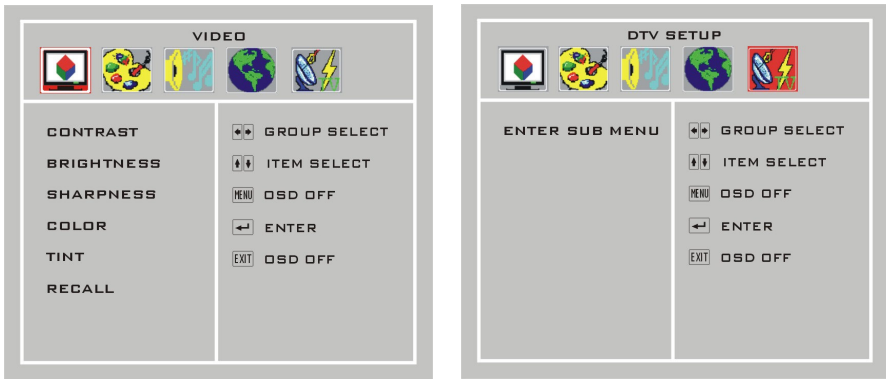 VIDEO
CONTRAST
BRIGHTNESS
SHARPNESS
COLOR
TINT
RECALL
GROUP SELECT
ITEM SELECT
MENU OSD OFF
ENTER
EXIT OSD OFF
DTV SETUP
ENTER SUB MENU
GROUP SELECT
ITEM SELECT
MENU OSD OFF
ENTER
EXIT OSD OFF